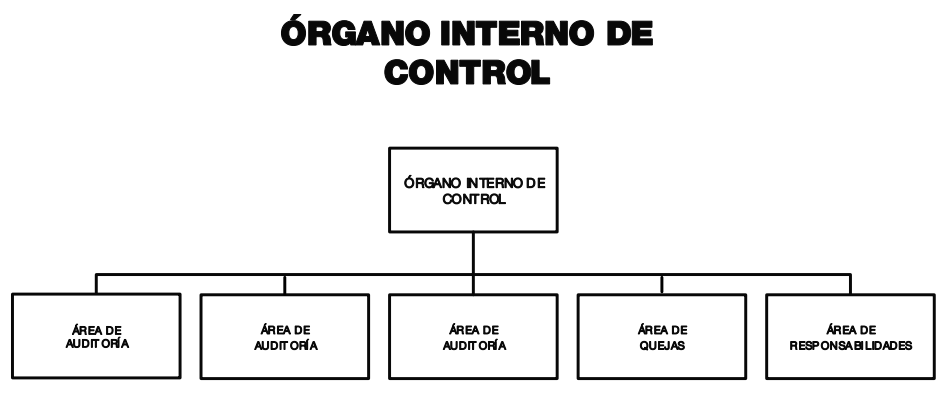 ÓRGANO INTERNO DE
CONTROL
ÓRGANO INTERNO DE
CONTROL
ÁREA DE
AUDITORÍA
ÁREA DE
AUDITORÍA
ÁREA DE
AUDITORÍA
ÁREA DE
QUEJAS
ÁREA DE
RESPONSABILIDADES